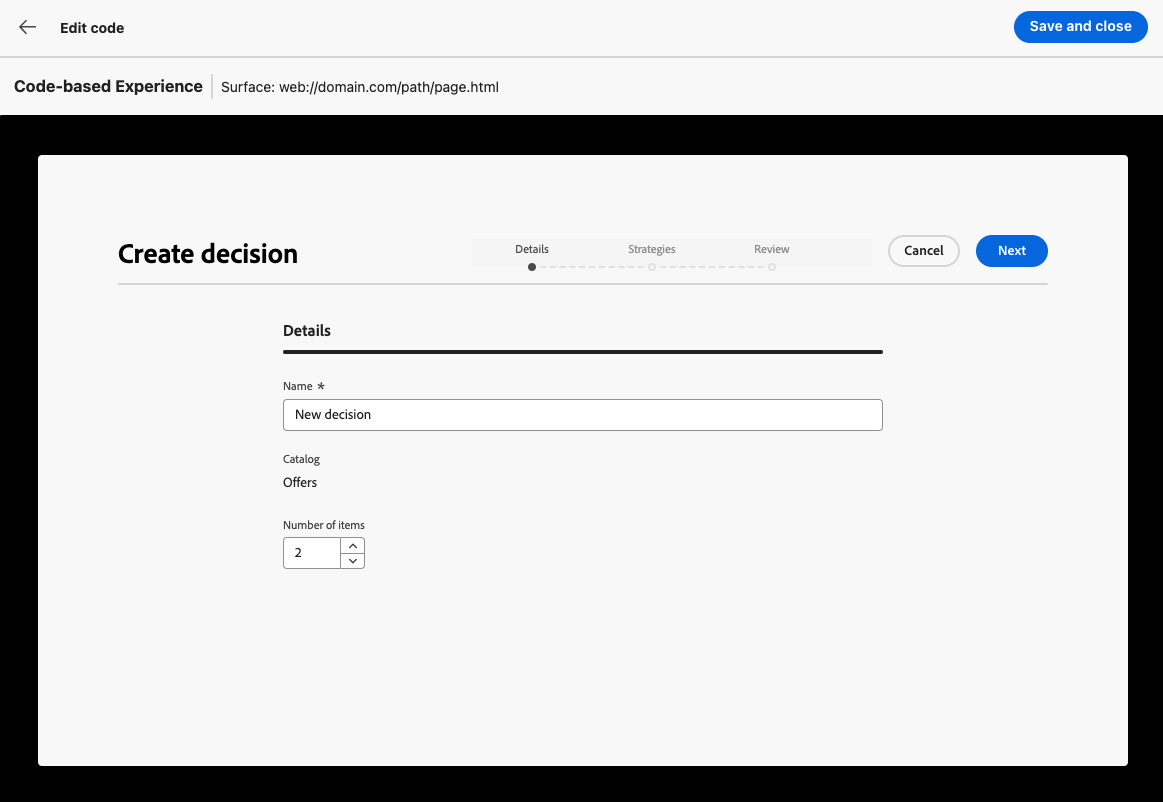 Edit code
Save and close
Code-based Experience
Surface: web://domain.com/path/page.html
Create decision
Details
Strategies
Review
Cancel
Next
Details
Name *
New decision
Catalog
Offers
Number of items
2